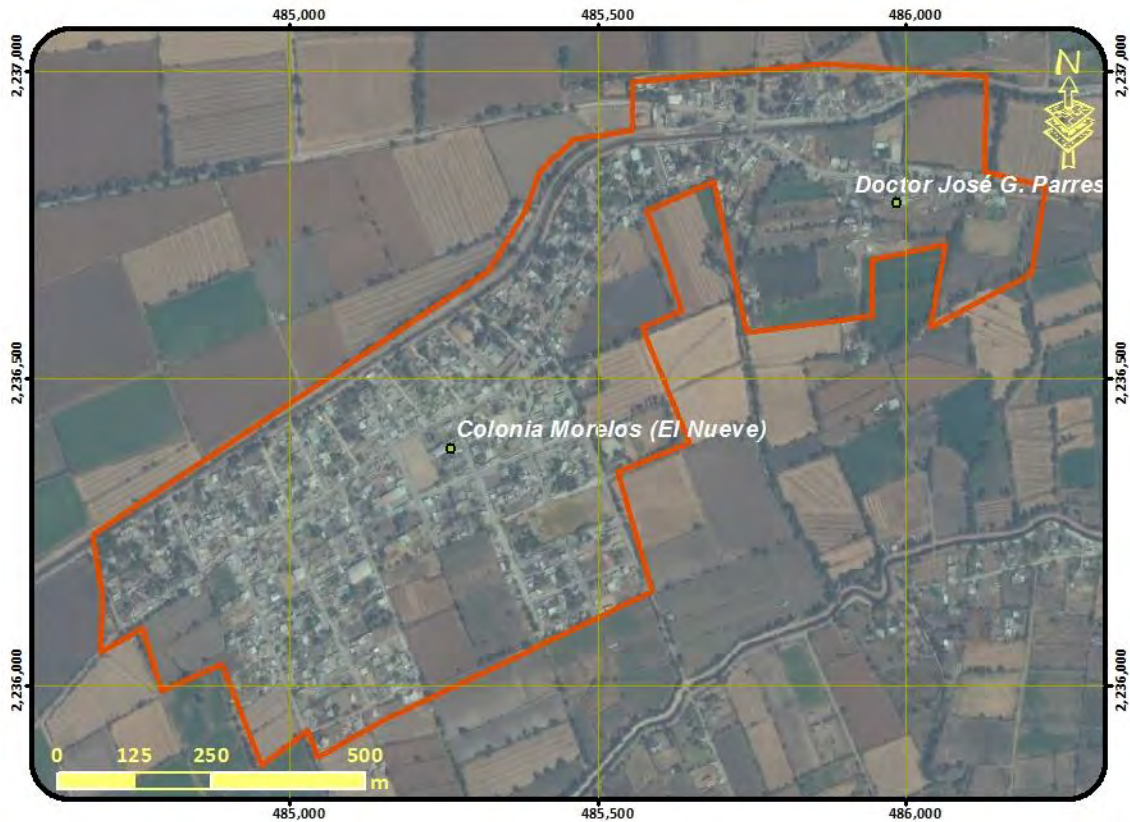 485,000 485,500 486,000
2,237,000 2,237,000
N
Doctor José G. Parres
2,236,500 2,236,500
Colonia Morelos (El Nueve)
2,236,000 2,236,000
0 125 250 500
m
485,000 485,500 486,000